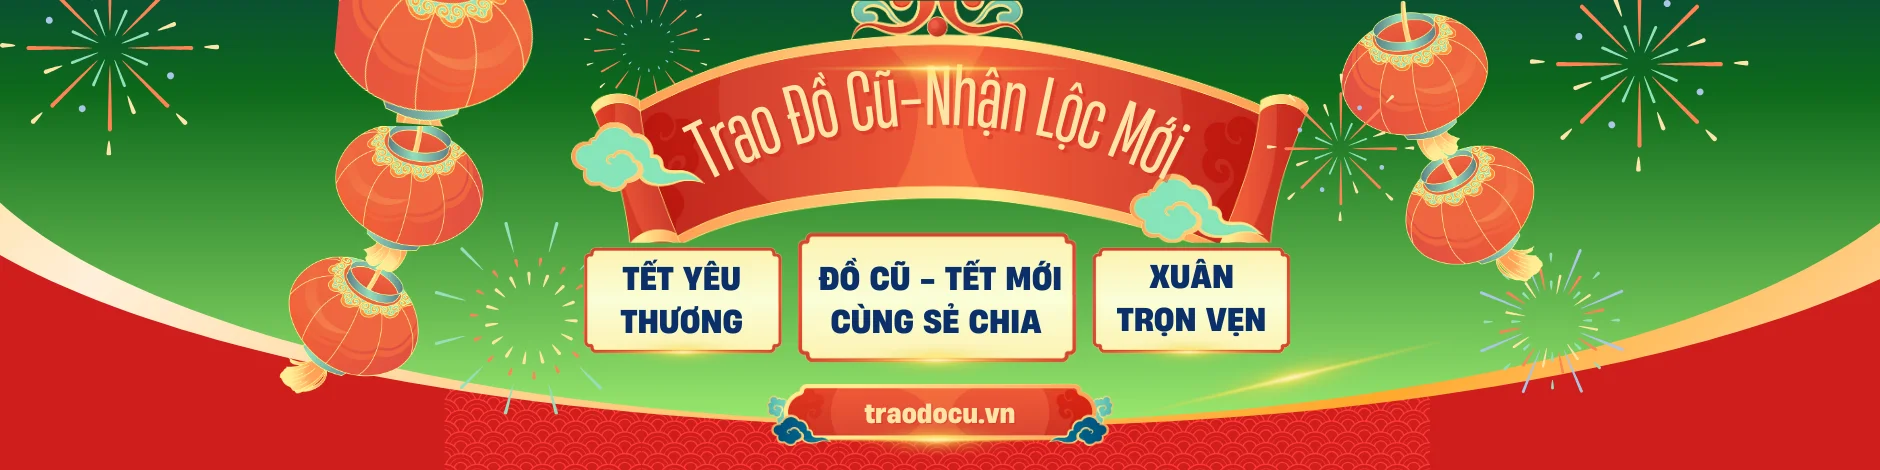 Trao Đồ Cũ-Nhận Lộc Mới
TẾT YÊU
THƯƠNG
ĐỒ CŨ - TẾT MỚI
CÙNG SẺ CHIA
XUÂN
TRỌN VẸN
traodocu.vn